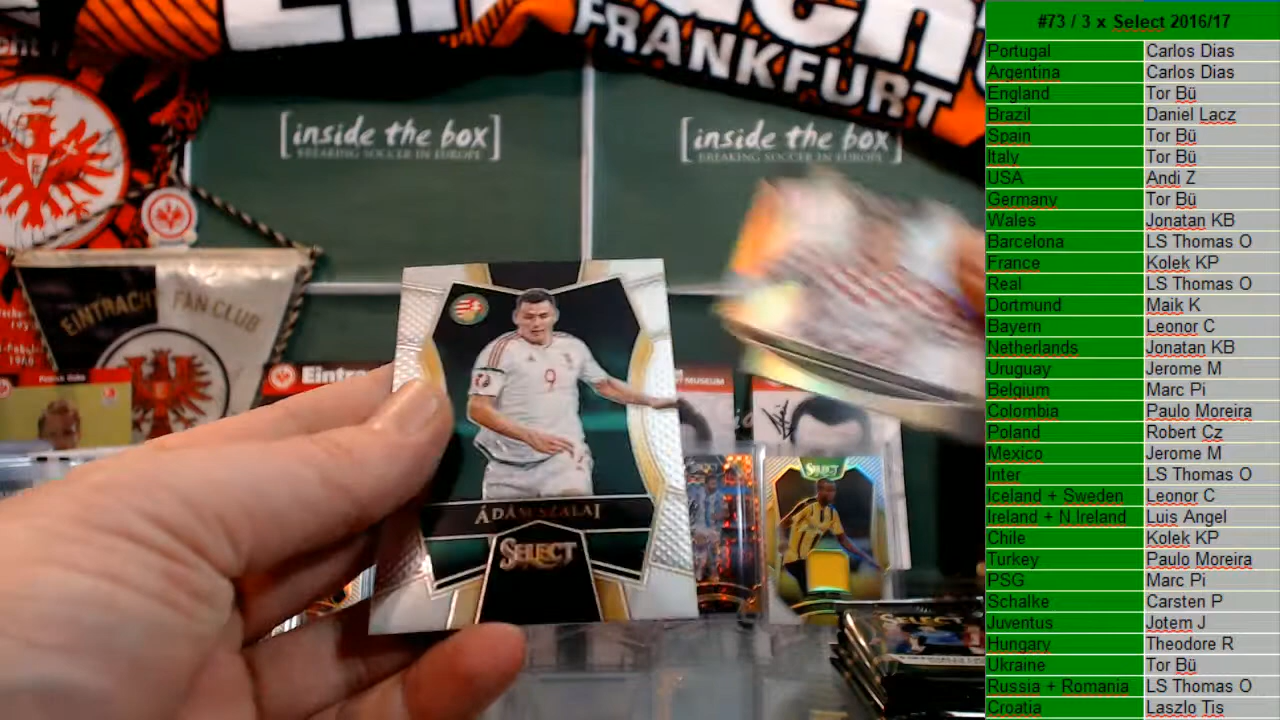 FRANKFURT
[inside the box]
BREAKING SOCCER IN EUROPE
[inside the box]
BREAKING SOCCER IN EUROPE
EINTRACHT
FAN CLUB
Eintra
MUSEUM
9
ÁDÁM SZALAI
SELECT
SELECT
#73 / 3 x Select 2016/17
Portugal Carlos Dias
Argentina Carlos Dias
England Tor Bü
Brazil Daniel Lacz
Spain Tor Bü
Italy Tor Bü
USA Andi Z
Germany Tor Bü
Wales Jonatan KB
Barcelona LS Thomas O
France Kolek KP
Real LS Thomas O
Dortmund Maik K
Bayern Leonor C
Netherlands Jonatan KB
Uruguay Jerome M
Belgium Marc Pi
Colombia Paulo Moreira
Poland Robert Cz
Mexico Jerome M
Inter LS Thomas O
Iceland + Sweden Leonor C
Ireland + N.Ireland Luis Angel
Chile Kolek KP
Turkey Paulo Moreira
PSG Marc Pi
Schalke Carsten P
Juventus Jotem J
Hungary Theodore R
Ukraine Tor Bü
Russia + Romania LS Thomas O
Croatia Laszlo Tis